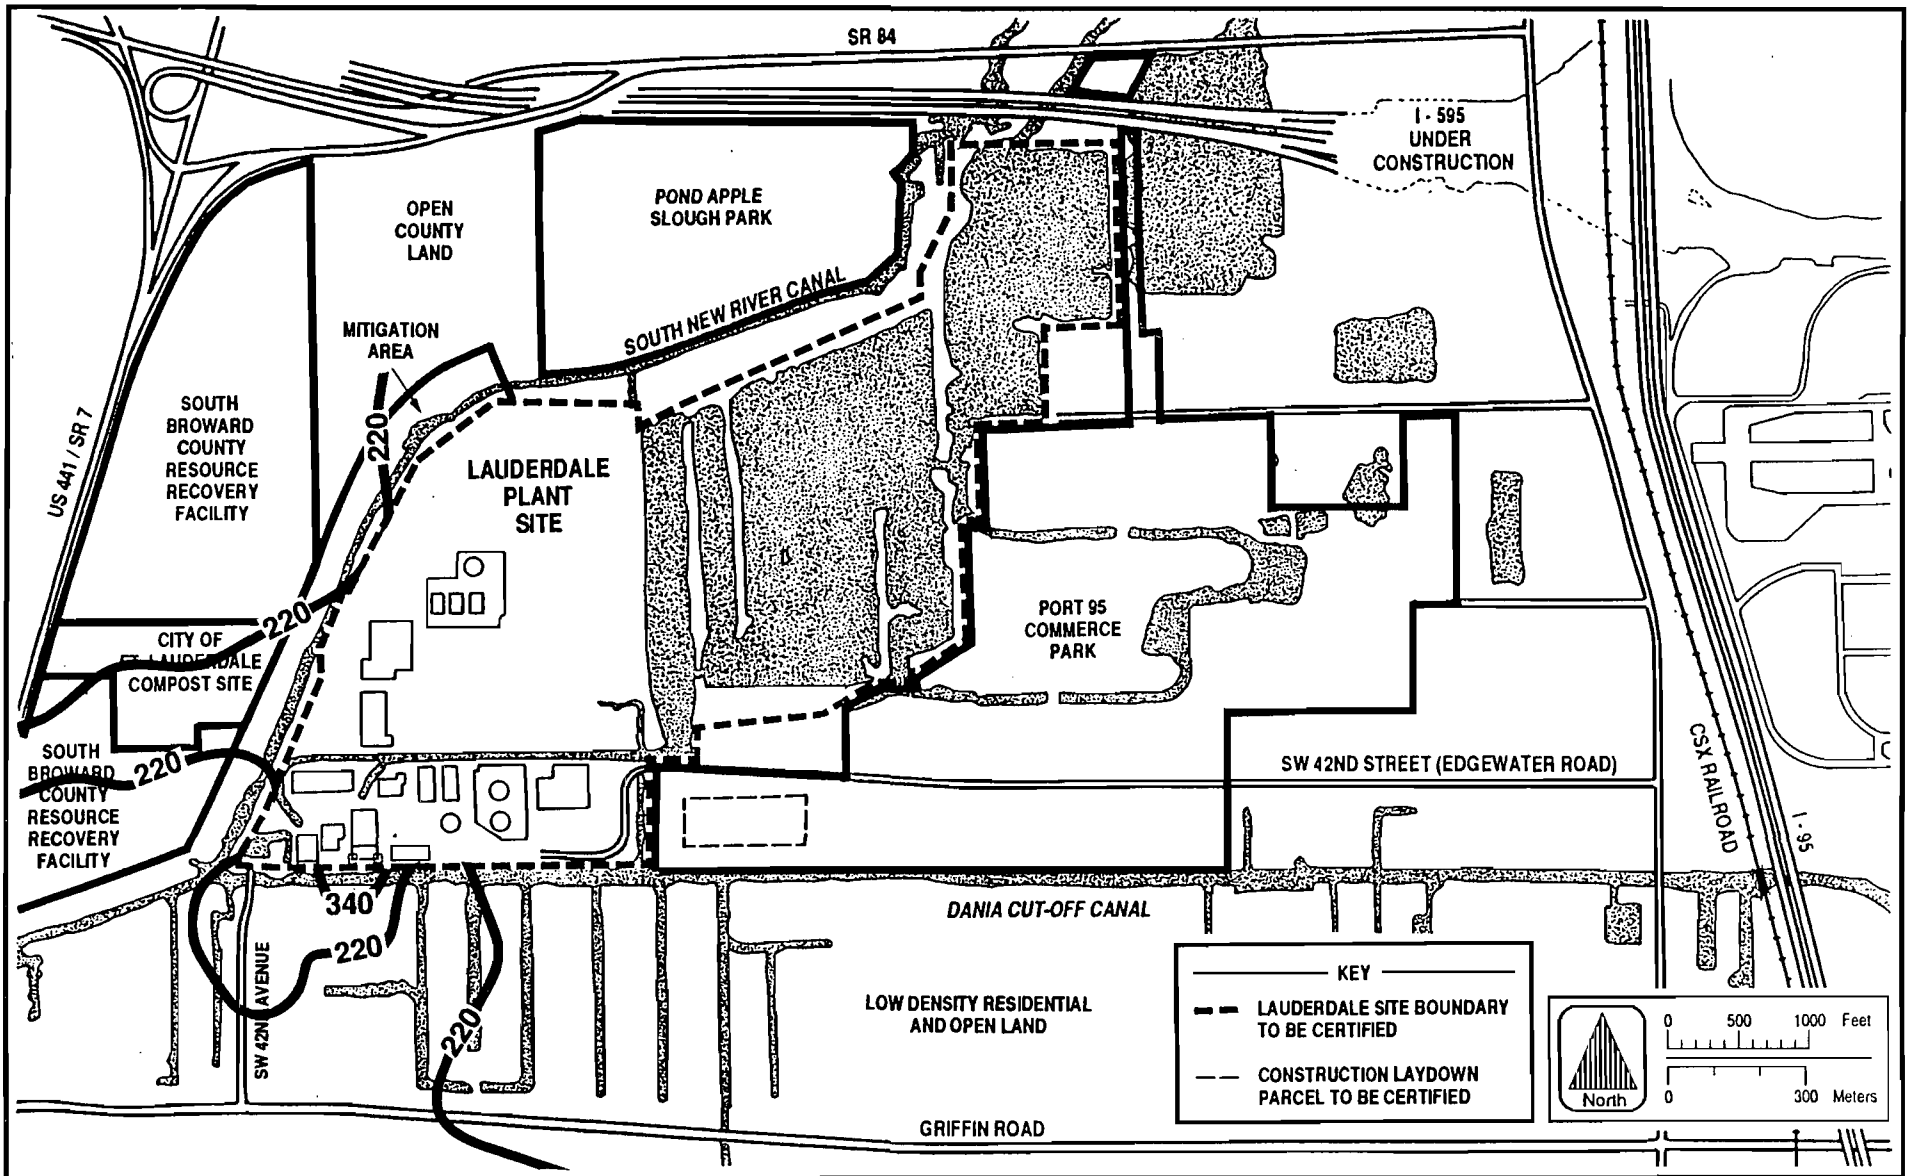 SR 84
I - 595
UNDER
CONSTRUCTION
OPEN
COUNTY
LAND
POND APPLE
SLOUGH PARK
SOUTH NEW RIVER CANAL
MITIGATION
AREA
220
US 441 / SR 7
SOUTH
BROWARD
COUNTY
RESOURCE
RECOVERY
FACILITY
LAUDERDALE
PLANT
SITE
220
CITY OF
FT. LAUDERDALE
COMPOST SITE
PORT 95
COMMERCE
PARK
SOUTH
BROWARD
COUNTY
RESOURCE
RECOVERY
FACILITY
220
SW 42ND STREET (EDGEWATER ROAD)
CSX RAILROAD
I - 95
340
220
DANIA CUT-OFF CANAL
SW 42ND AVENUE
220
LOW DENSITY RESIDENTIAL
AND OPEN LAND
GRIFFIN ROAD
KEY
LAUDERDALE SITE BOUNDARY
TO BE CERTIFIED
CONSTRUCTION LAYDOWN
PARCEL TO BE CERTIFIED
North
0 500 1000 Feet
0 300 Meters